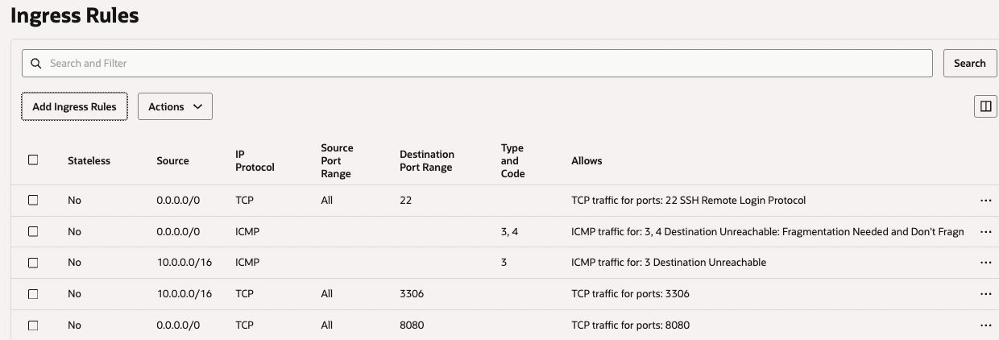 Ingress Rules
Search and Filter
Search
Add Ingress Rules
Actions
Stateless
Source
IP
Protocol
Source
Port
Range
Destination
Port Range
Type
and
Code
Allows
No 0.0.0.0/0 TCP All 22 TCP traffic for ports: 22 SSH Remote Login Protocol
No 0.0.0.0/0 ICMP 3, 4 ICMP traffic for: 3, 4 Destination Unreachable: Fragmentation Needed and Don't Fragn
No 10.0.0.0/16 ICMP 3 ICMP traffic for: 3 Destination Unreachable
No 10.0.0.0/16 TCP All 3306 TCP traffic for ports: 3306
No 0.0.0.0/0 TCP All 8080 TCP traffic for ports: 8080